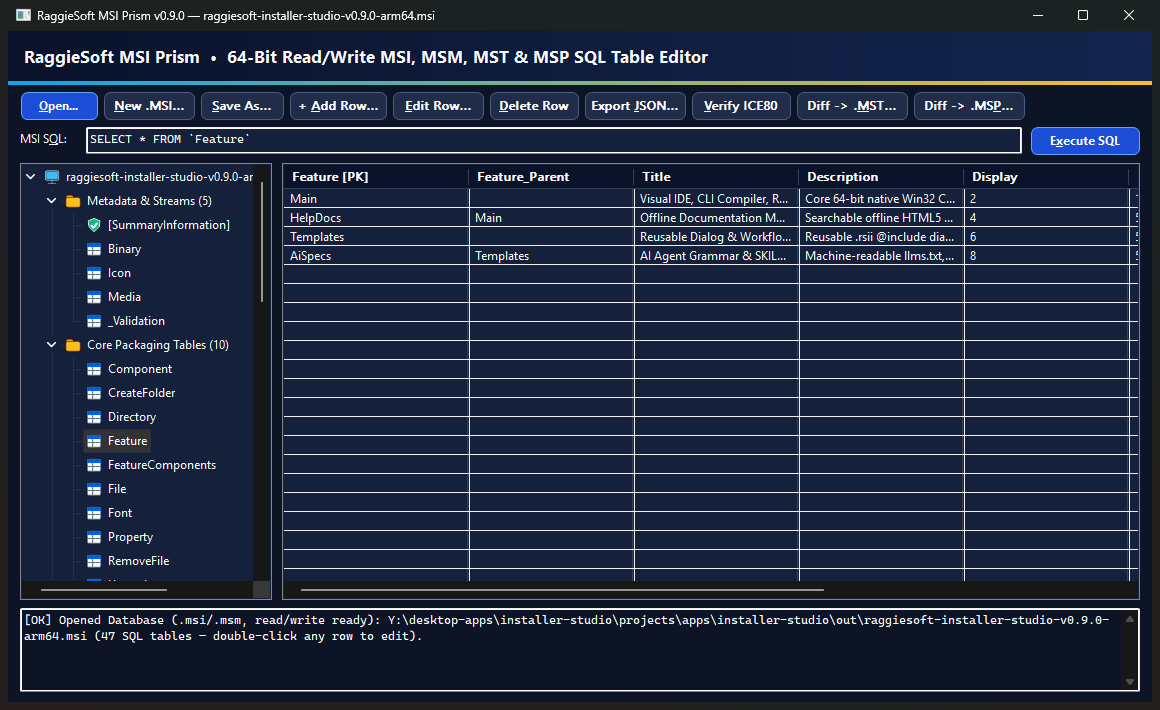 RaggieSoft MSI Prism v0.9.0 — raggiesoft-installer-studio-v0.9.0-arm64.msi
RaggieSoft MSI Prism • 64-Bit Read/Write MSI, MSM, MST & MSP SQL Table Editor
Open... New .MSI... Save As... + Add Row... Edit Row... Delete Row Export JSON... Verify ICE80 Diff -> .MST... Diff -> .MSP...
MSI SQL: SELECT * FROM `Feature` Execute SQL
raggiesoft-installer-studio-v0.9.0-ar
Metadata & Streams (5)
[SummaryInformation]
Binary
Icon
Media
_Validation
Core Packaging Tables (10)
Component
CreateFolder
Directory
Feature
FeatureComponents
File
Font
Property
RemoveFile
Feature [PK] Feature_Parent Title Description Display
Main Visual IDE, CLI Compiler, R... Core 64-bit native Win32 C... 2
HelpDocs Main Offline Documentation M... Searchable offline HTML5 ... 4
Templates Reusable Dialog & Workflo... Reusable .rsii @include dia... 6
AiSpecs Templates AI Agent Grammar & SKIL... Machine-readable llms.txt,... 8
[OK] Opened Database (.msi/.msm, read/write ready): Y:\desktop-apps\installer-studio\projects\apps\installer-studio\out\raggiesoft-installer-studio-v0.9.0-
arm64.msi (47 SQL tables — double-click any row to edit).